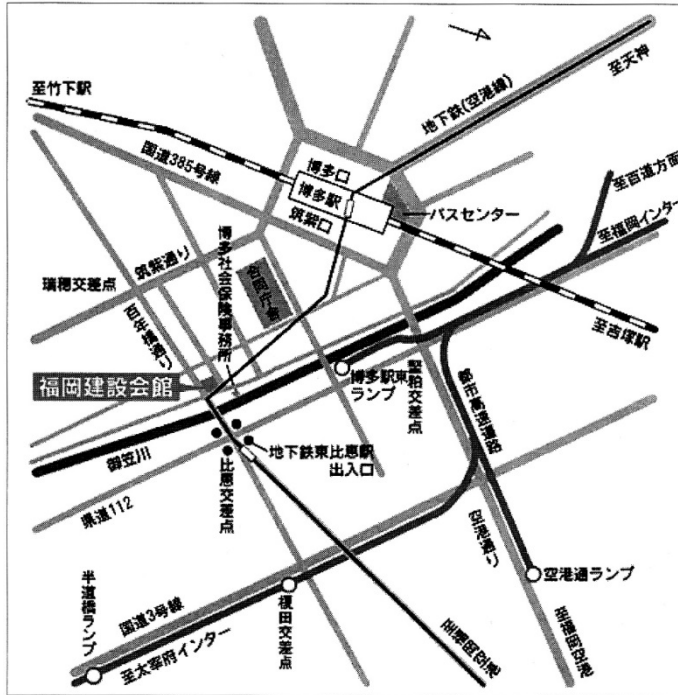 至天神
至竹下駅
地下鉄(空港線)
国道385号線
博多口
博多駅
筑紫口
バスセンター
至百道方面
至福岡インター
筑紫通り
瑞穂交差点
百年橋通り
博多社会保険事務所
合同庁舎
至吉塚駅
福岡建設会館
博多駅東
ランプ
堅粕交差点
都市高速道路
御笠川
地下鉄東比恵駅
出入口
比恵交差点
県道112
空港通り
空港通ランプ
半道橋ランプ
国道3号線
榎田交差点
至太宰府インター
至福岡空港
至福岡空港